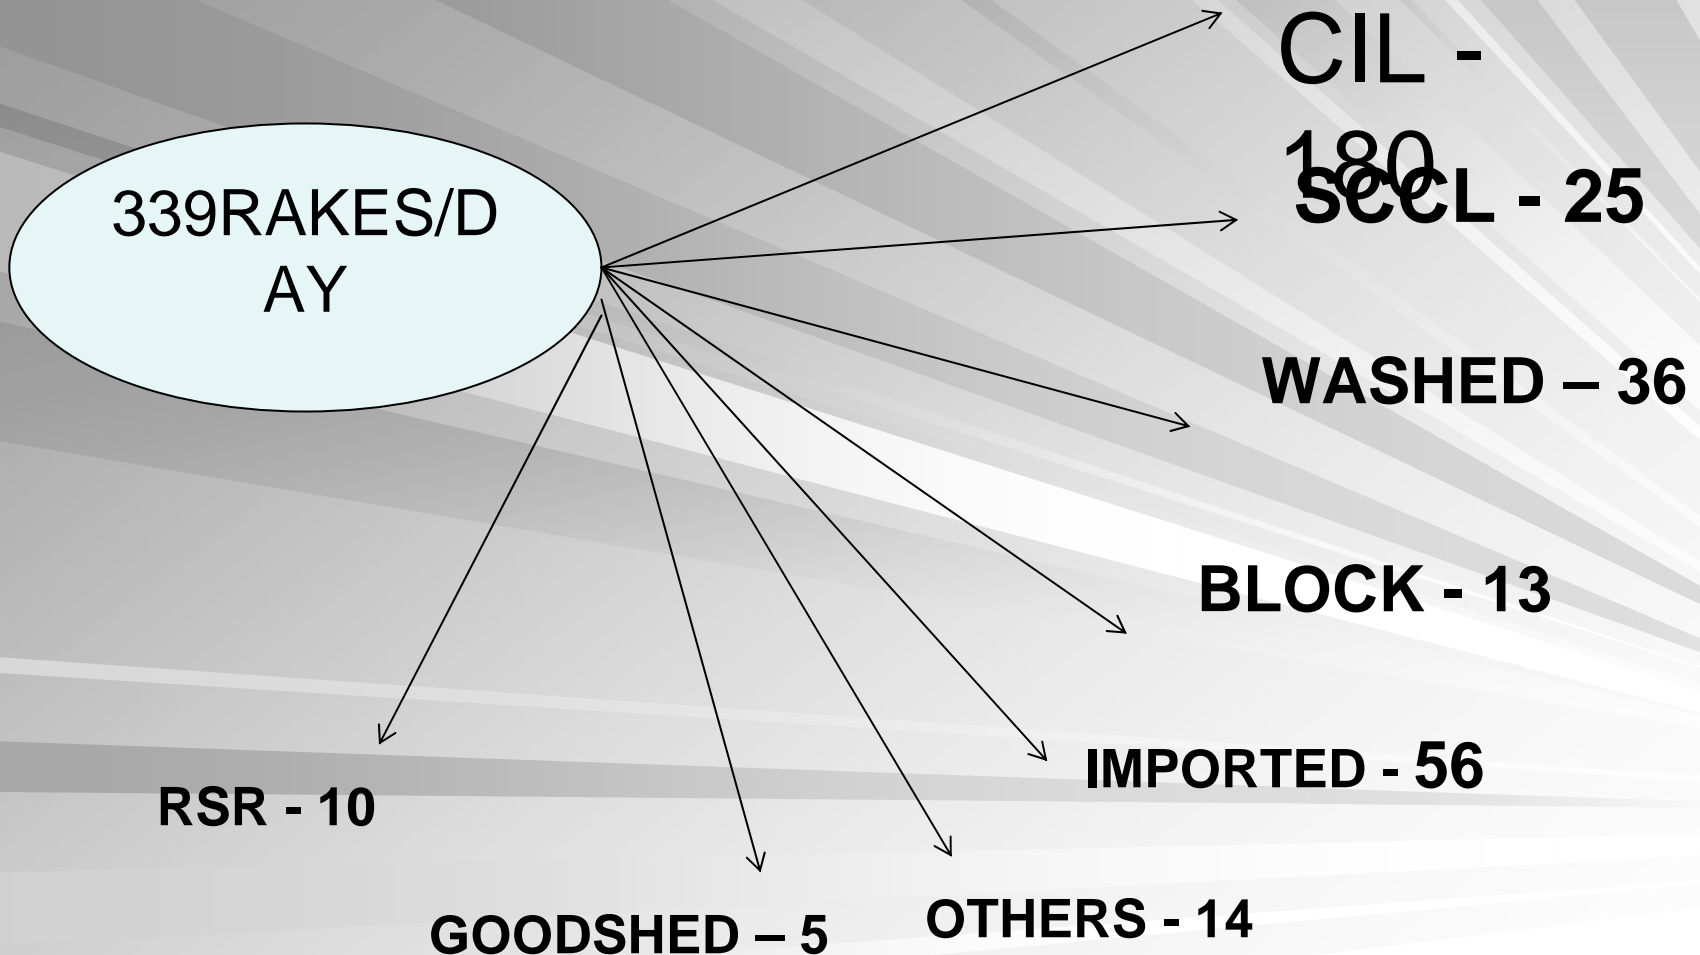 339RAKES/D
AY
CIL -
180
SCCL - 25
WASHED – 36
BLOCK - 13
IMPORTED - 56
OTHERS - 14
GOODSHED – 5
RSR - 10